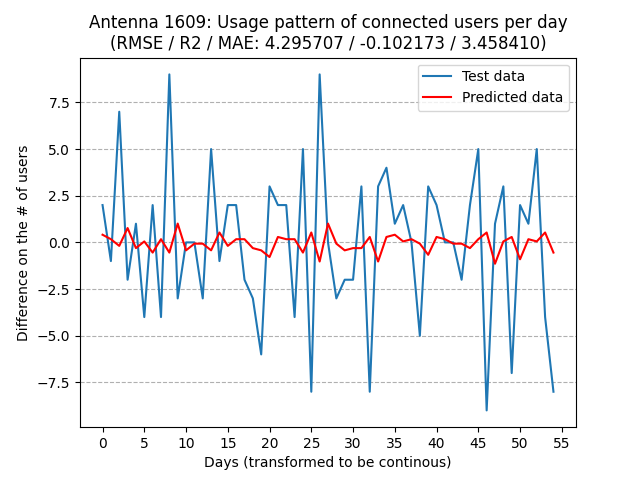 Antenna 1609: Usage pattern of connected users per day
(RMSE / R2 / MAE: 4.295707 / -0.102173 / 3.458410)
Test data
Predicted data
Difference on the # of users
7.5
5.0
2.5
0.0
−2.5
−5.0
−7.5
0 5 10 15 20 25 30 35 40 45 50 55
Days (transformed to be continous)